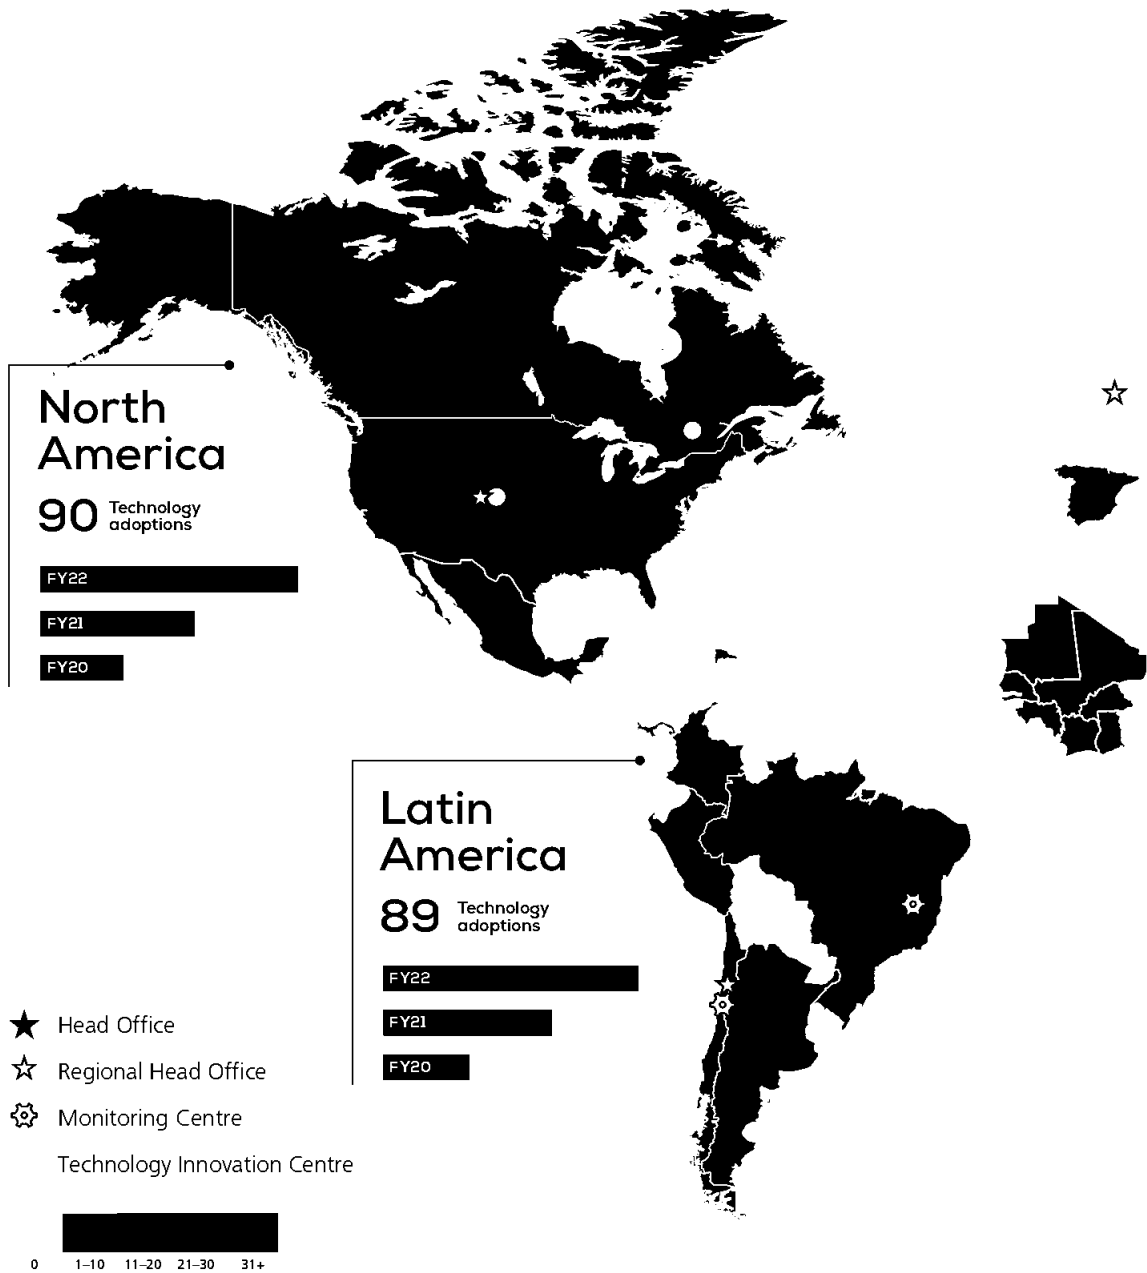 North
America
90 Technology
adoptions
FY22
FY21
FY20
Latin
America
89 Technology
adoptions
FY22
FY21
FY20
Head Office
Regional Head Office
Monitoring Centre
Technology Innovation Centre
0 1–10 11–20 21–30 31+